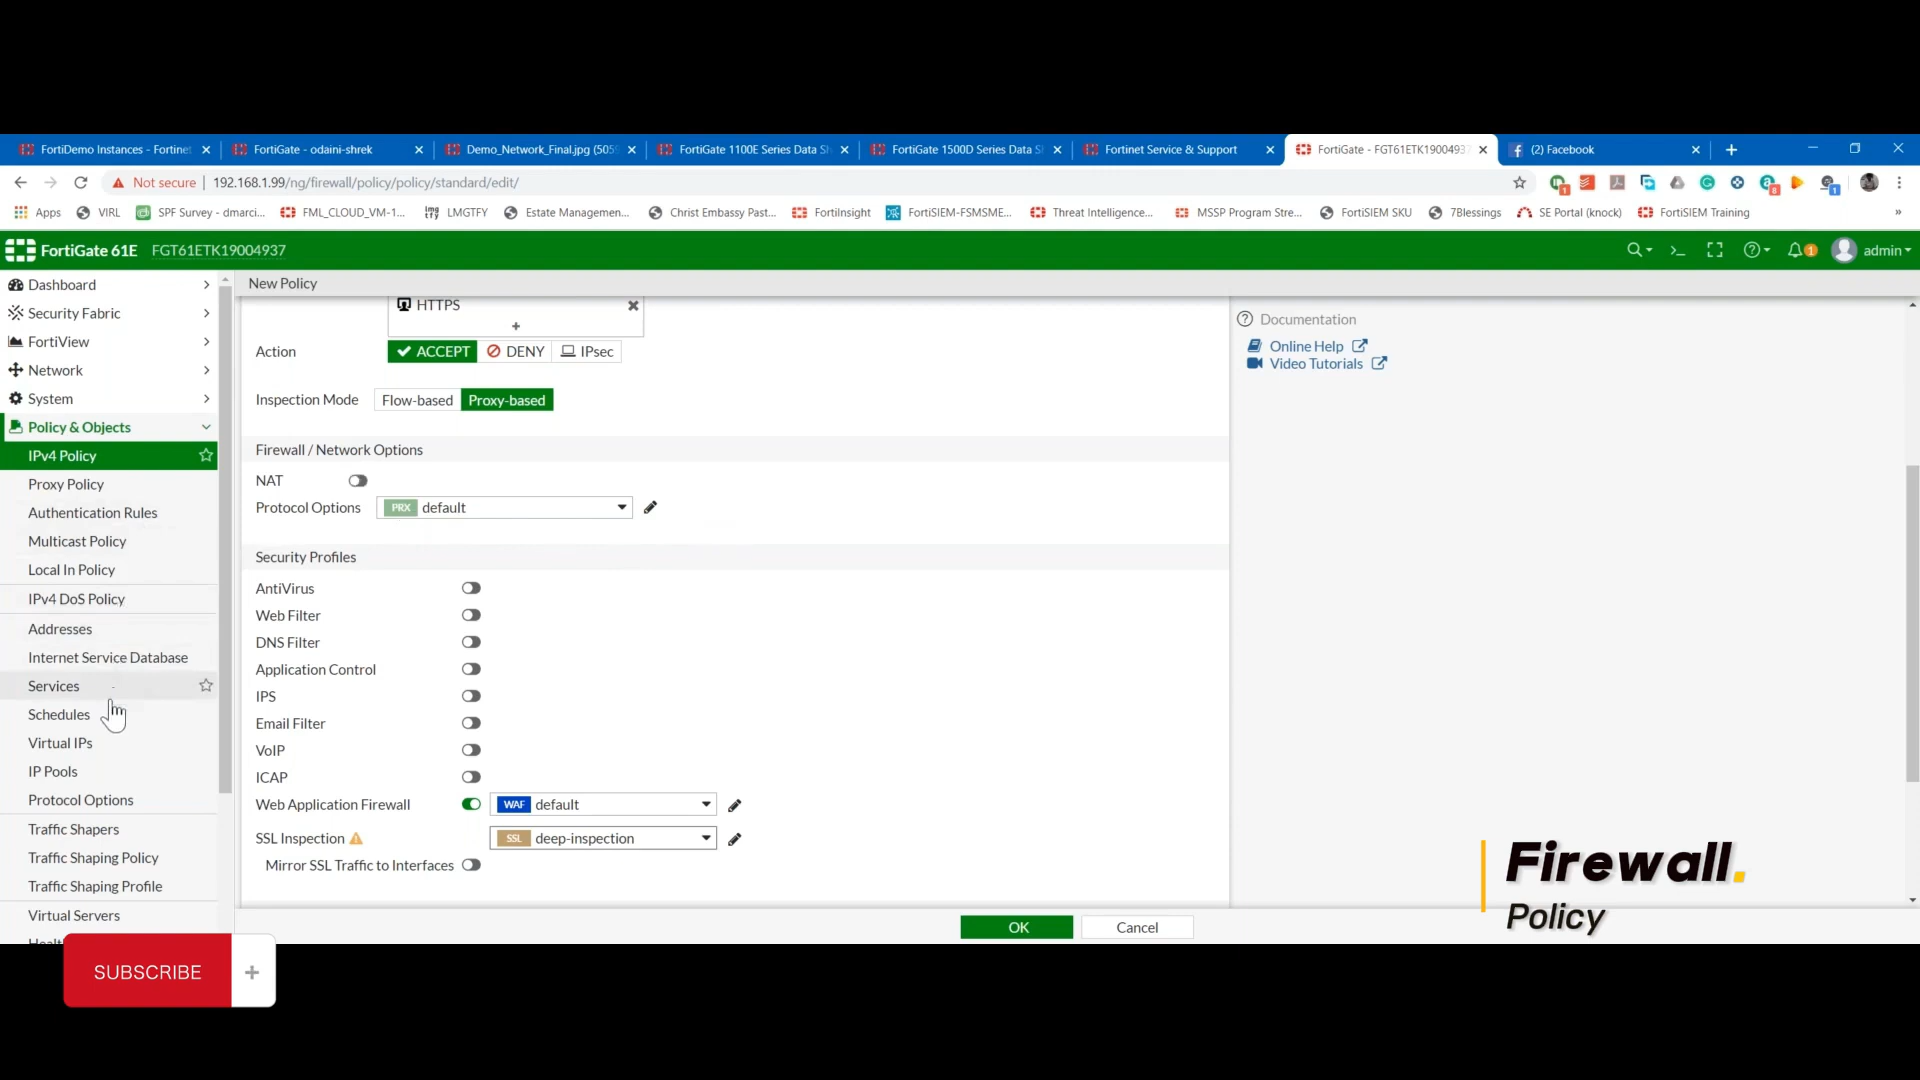 FortiDemo Instances - Fortinet
FortiGate - odaini-shrek
Demo_Network_Final.jpg (505
FortiGate 1100E Series Data Sh
FortiGate 1500D Series Data S
Fortinet Service & Support
FortiGate - FGT61ETK1900493
(2) Facebook
Not secure | 192.168.1.99/ng/firewall/policy/policy/standard/edit/
Apps
VIRL
SPF Survey - dmarci...
FML_CLOUD_VM-1...
LMGTFY
Estate Managemen...
Christ Embassy Past...
FortiInsight
FortiSIEM-FSMSME...
Threat Intelligence...
MSSP Program Stre...
FortiSIEM SKU
7Blessings
SE Portal (knock)
FortiSIEM Training
»
FortiGate 61E
FGT61ETK19004937
1
admin
Dashboard
Security Fabric
FortiView
Network
System
Policy & Objects
IPv4 Policy
Proxy Policy
Authentication Rules
Multicast Policy
Local In Policy
IPv4 DoS Policy
Addresses
Internet Service Database
Services
Schedules
Virtual IPs
IP Pools
Protocol Options
Traffic Shapers
Traffic Shaping Policy
Traffic Shaping Profile
Virtual Servers
New Policy
HTTPS
+
Action
ACCEPT
DENY
IPsec
Inspection Mode
Flow-based
Proxy-based
Firewall / Network Options
NAT
Protocol Options
PRX default
Security Profiles
AntiVirus
Web Filter
DNS Filter
Application Control
IPS
Email Filter
VoIP
ICAP
Web Application Firewall
WAF default
SSL Inspection
SSL deep-inspection
Mirror SSL Traffic to Interfaces
OK
Cancel
Documentation
Online Help
Video Tutorials
Firewall.
Policy
SUBSCRIBE +